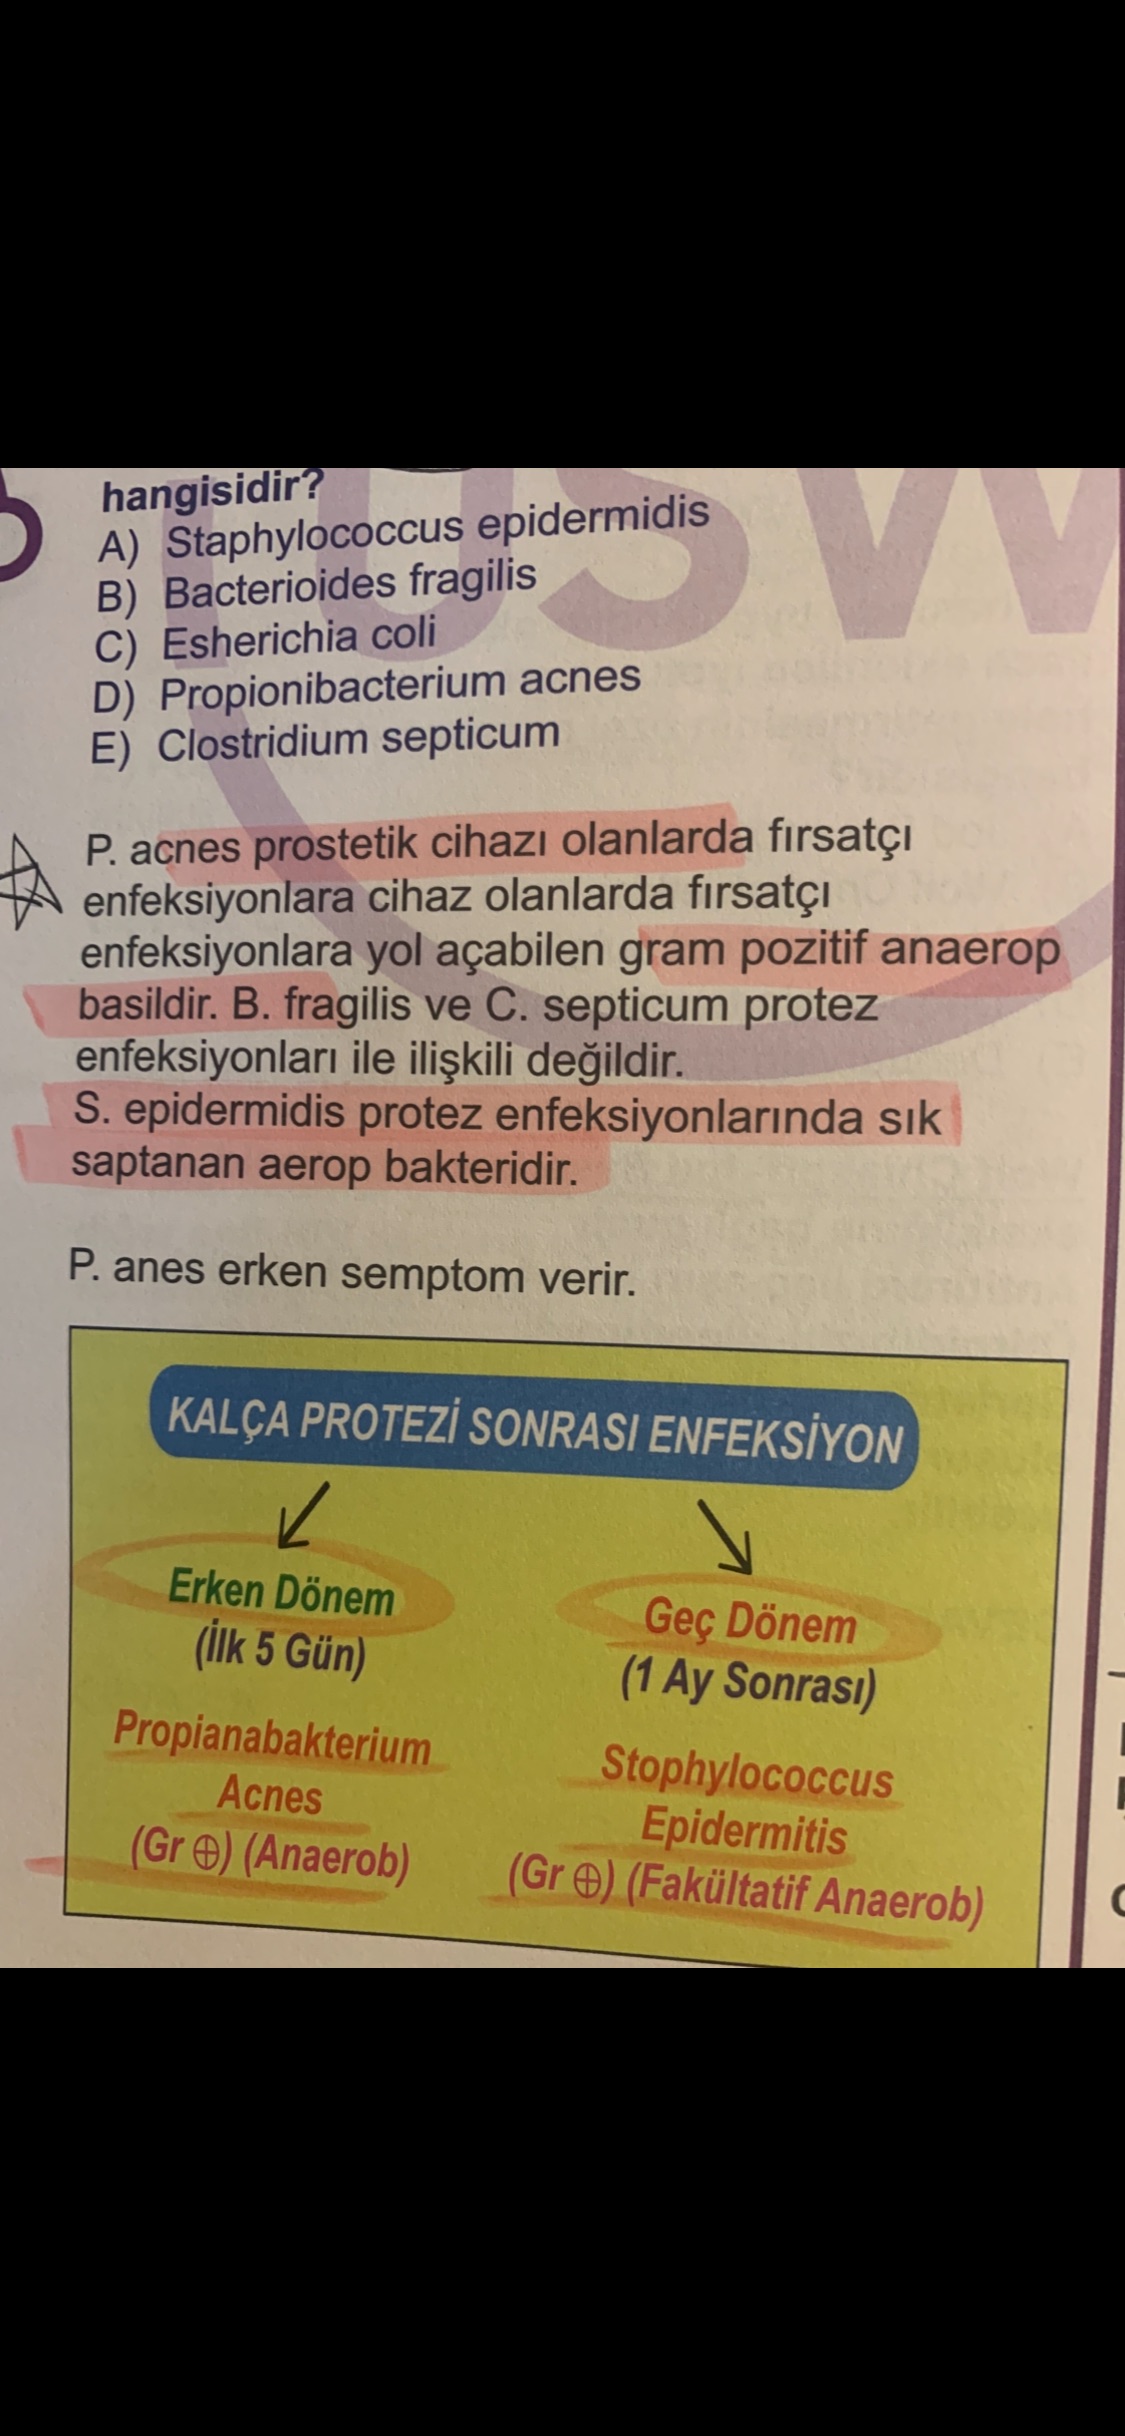 hangisidir?
A) Staphylococcus epidermidis
B) Bacterioides fragilis
C) Esherichia coli
D) Propionibacterium acnes
E) Clostridium septicum
P. acnes prostetik cihazı olanlarda fırsatçı
enfeksiyonlara cihaz olanlarda fırsatçı
enfeksiyonlara yol açabilen gram pozitif anaerop
basildir. B. fragilis ve C. septicum protez
enfeksiyonları ile ilişkili değildir.
S. epidermidis protez enfeksiyonlarında sık
saptanan aerop bakteridir.
P. anes erken semptom verir.
KALÇA PROTEZİ SONRASI ENFEKSİYON
Erken Dönem
(İlk 5 Gün)
Propianabakterium
Acnes
(Gr ⊕) (Anaerob)
Geç Dönem
(1 Ay Sonrası)
Stophylococcus
Epidermitis
(Gr ⊕) (Fakültatif Anaerob)